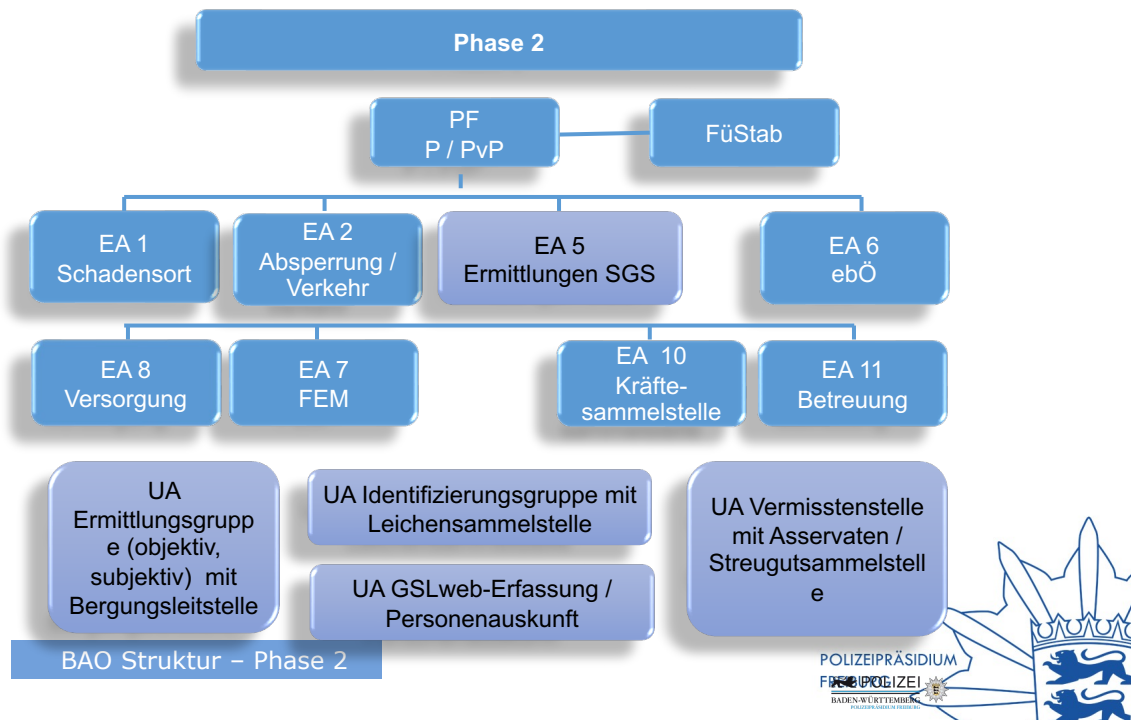 Phase 2
PF
P / PvP
FüStab
EA 1
Schadensort
EA 2
Absperrung /
Verkehr
EA 5
Ermittlungen SGS
EA 6
ebÖ
EA 8
Versorgung
EA 7
FEM
EA 10
Kräfte-
sammelstelle
EA 11
Betreuung
UA
Ermittlungsgrupp
e (objektiv,
subjektiv) mit
Bergungsleitstelle
UA Identifizierungsgruppe mit
Leichensammelstelle
UA GSLweb-Erfassung /
Personenauskunft
UA Vermisstenstelle
mit Asservaten /
Streugutsammelstell
e
BAO Struktur – Phase 2
POLIZEIPRÄSIDIUM
FREIBURG
POLIZEI
BADEN-WÜRTTEMBERG
POLIZEIPRÄSIDIUM FREIBURG